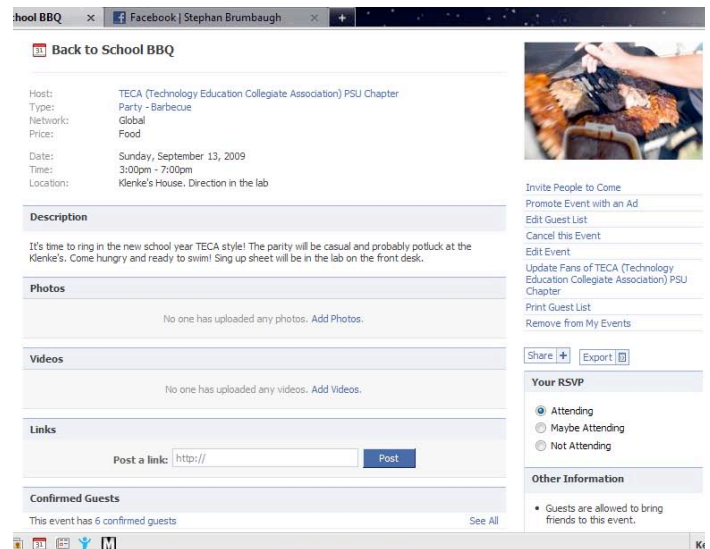 hool BBQ
Facebook | Stephan Brumbaugh
31 Back to School BBQ
Host: TECA (Technology Education Collegiate Association) PSU Chapter
Type: Party - Barbecue
Network: Global
Price: Food
Date: Sunday, September 13, 2009
Time: 3:00pm - 7:00pm
Location: Klenke's House. Direction in the lab
Description
It's time to ring in the new school year TECA style! The parity will be casual and probably potluck at the
Klenke's. Come hungry and ready to swim! Sing up sheet will be in the lab on the front desk.
Photos
No one has uploaded any photos. Add Photos.
Videos
No one has uploaded any videos. Add Videos.
Links
Post a link: http:// Post
Confirmed Guests
This event has 6 confirmed guests See All
Invite People to Come
Promote Event with an Ad
Edit Guest List
Cancel this Event
Edit Event
Update Fans of TECA (Technology
Education Collegiate Association) PSU
Chapter
Print Guest List
Remove from My Events
Share +
Export
Your RSVP
Attending
Maybe Attending
Not Attending
Other Information
Guests are allowed to bring
friends to this event.
31
Ke